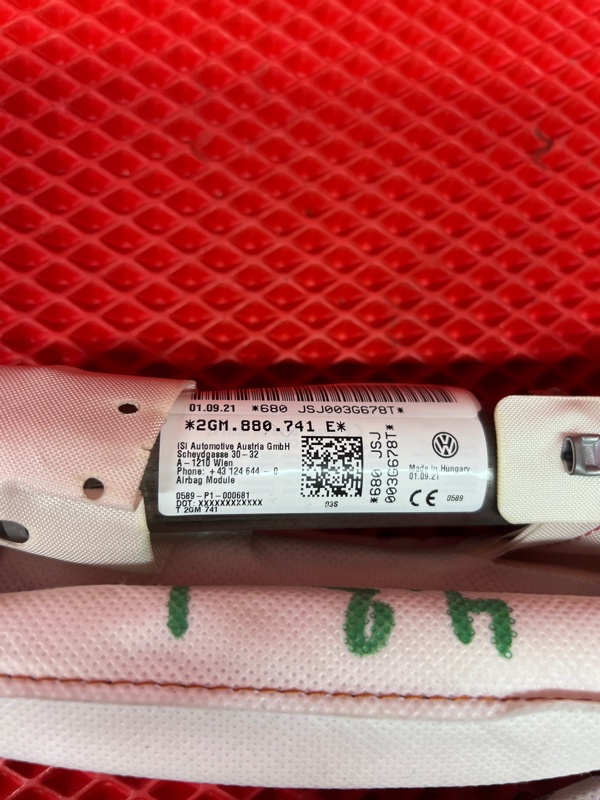 01.09.21 *680 JSJ003G678T*
*2GM.880.741 E*
ISI Automotive Austria GmbH
Scheydgasse 30-32
A-1210 Wien
Phone: +43 124 644 - 0
Airbag Module
0589-P1-000681
DOT: XXXXXXXXXXXX
T 2GM 741
03S
*680 JSJ
003G678T*
Made in Hungary
01.09.21
CE 0589